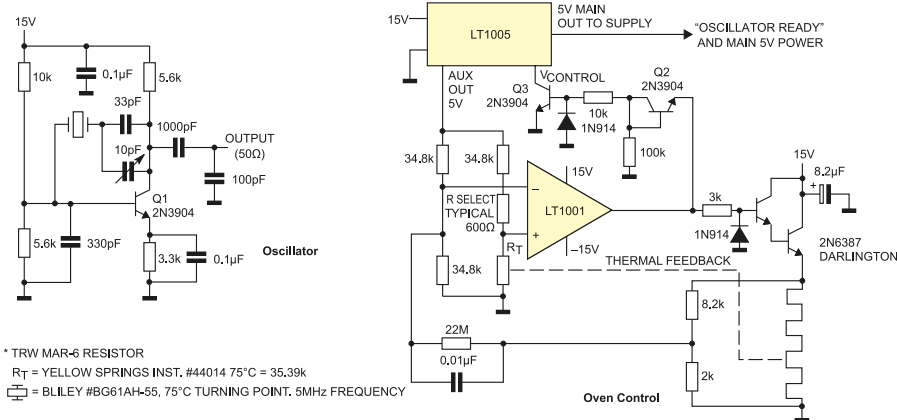 15V
10k
0.1µF
5.6k
33pF
1000pF
OUTPUT
(50Ω)
10pF
100pF
Q1
2N3904
5.6k
330pF
3.3k
0.1µF
Oscillator
* TRW MAR-6 RESISTOR
RT = YELLOW SPRINGS INST. #44014 75°C = 35.39k
= BLILEY #BG61AH-55, 75°C TURNING POINT. 5MHz FREQUENCY
15V
LT1005
5V MAIN
OUT TO SUPPLY
"OSCILLATOR READY"
AND MAIN 5V POWER
AUX
OUT
5V
VCONTROL
Q3
2N3904
10k
1N914
Q2
2N3904
100k
34.8k
34.8k
R SELECT
TYPICAL
600Ω
RT
34.8k
–
+
LT1001
15V
–15V
3k
1N914
15V
+
8.2µF
2N6387
DARLINGTON
THERMAL FEEDBACK
8.2k
2k
22M
0.01µF
Oven Control
*